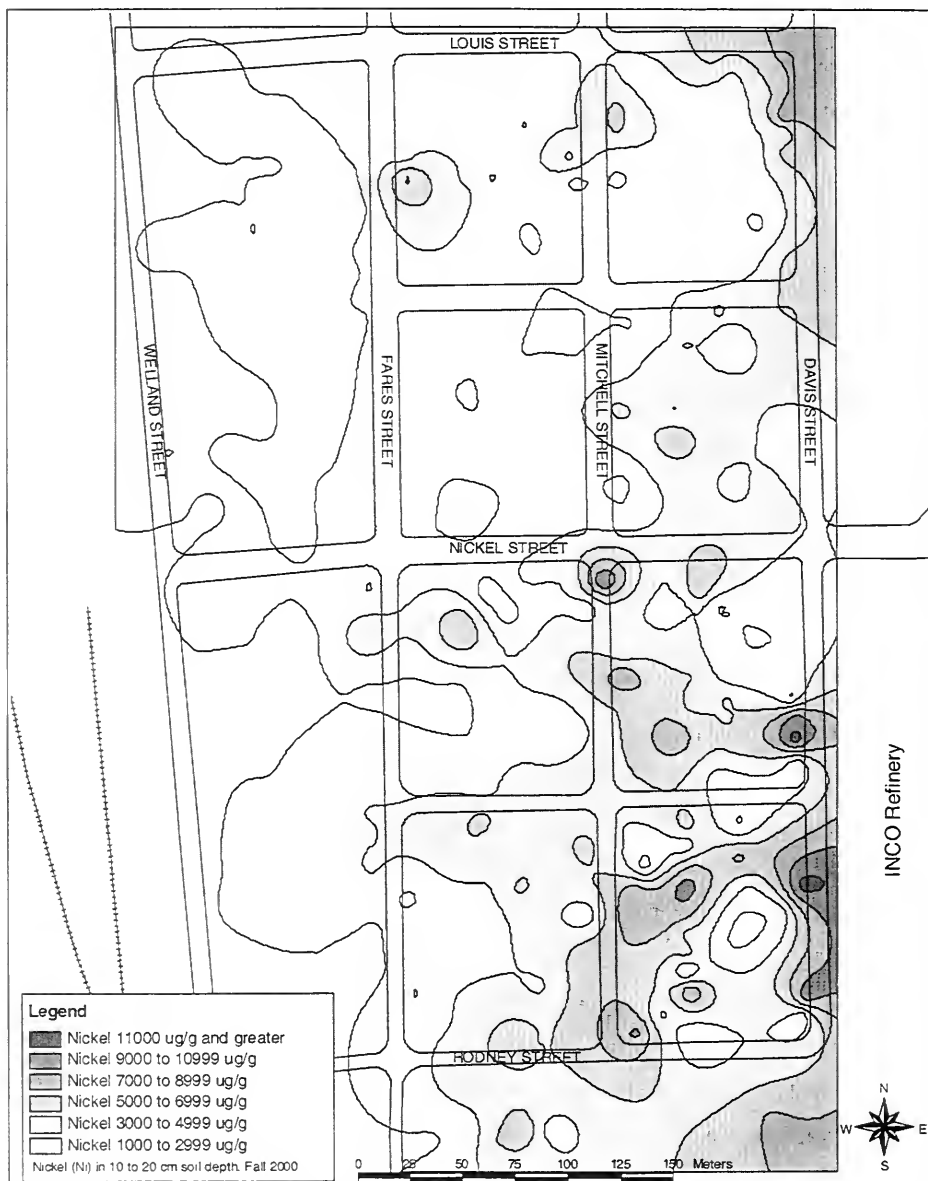 LOUIS STREET
WELLAND STREET
FARES STREET
MITCHELL STREET
DAVIS STREET
NICKEL STREET
INCO Refinery
RODNEY STREET
Legend
Nickel 11000 ug/g and greater
Nickel 9000 to 10999 ug/g
Nickel 7000 to 8999 ug/g
Nickel 5000 to 6999 ug/g
Nickel 3000 to 4999 ug/g
Nickel 1000 to 2999 ug/g
Nickel (Ni) in 10 to 20 cm soil depth. Fall 2000
0 25 50 75 100 125 150 Meters
N
W E
S